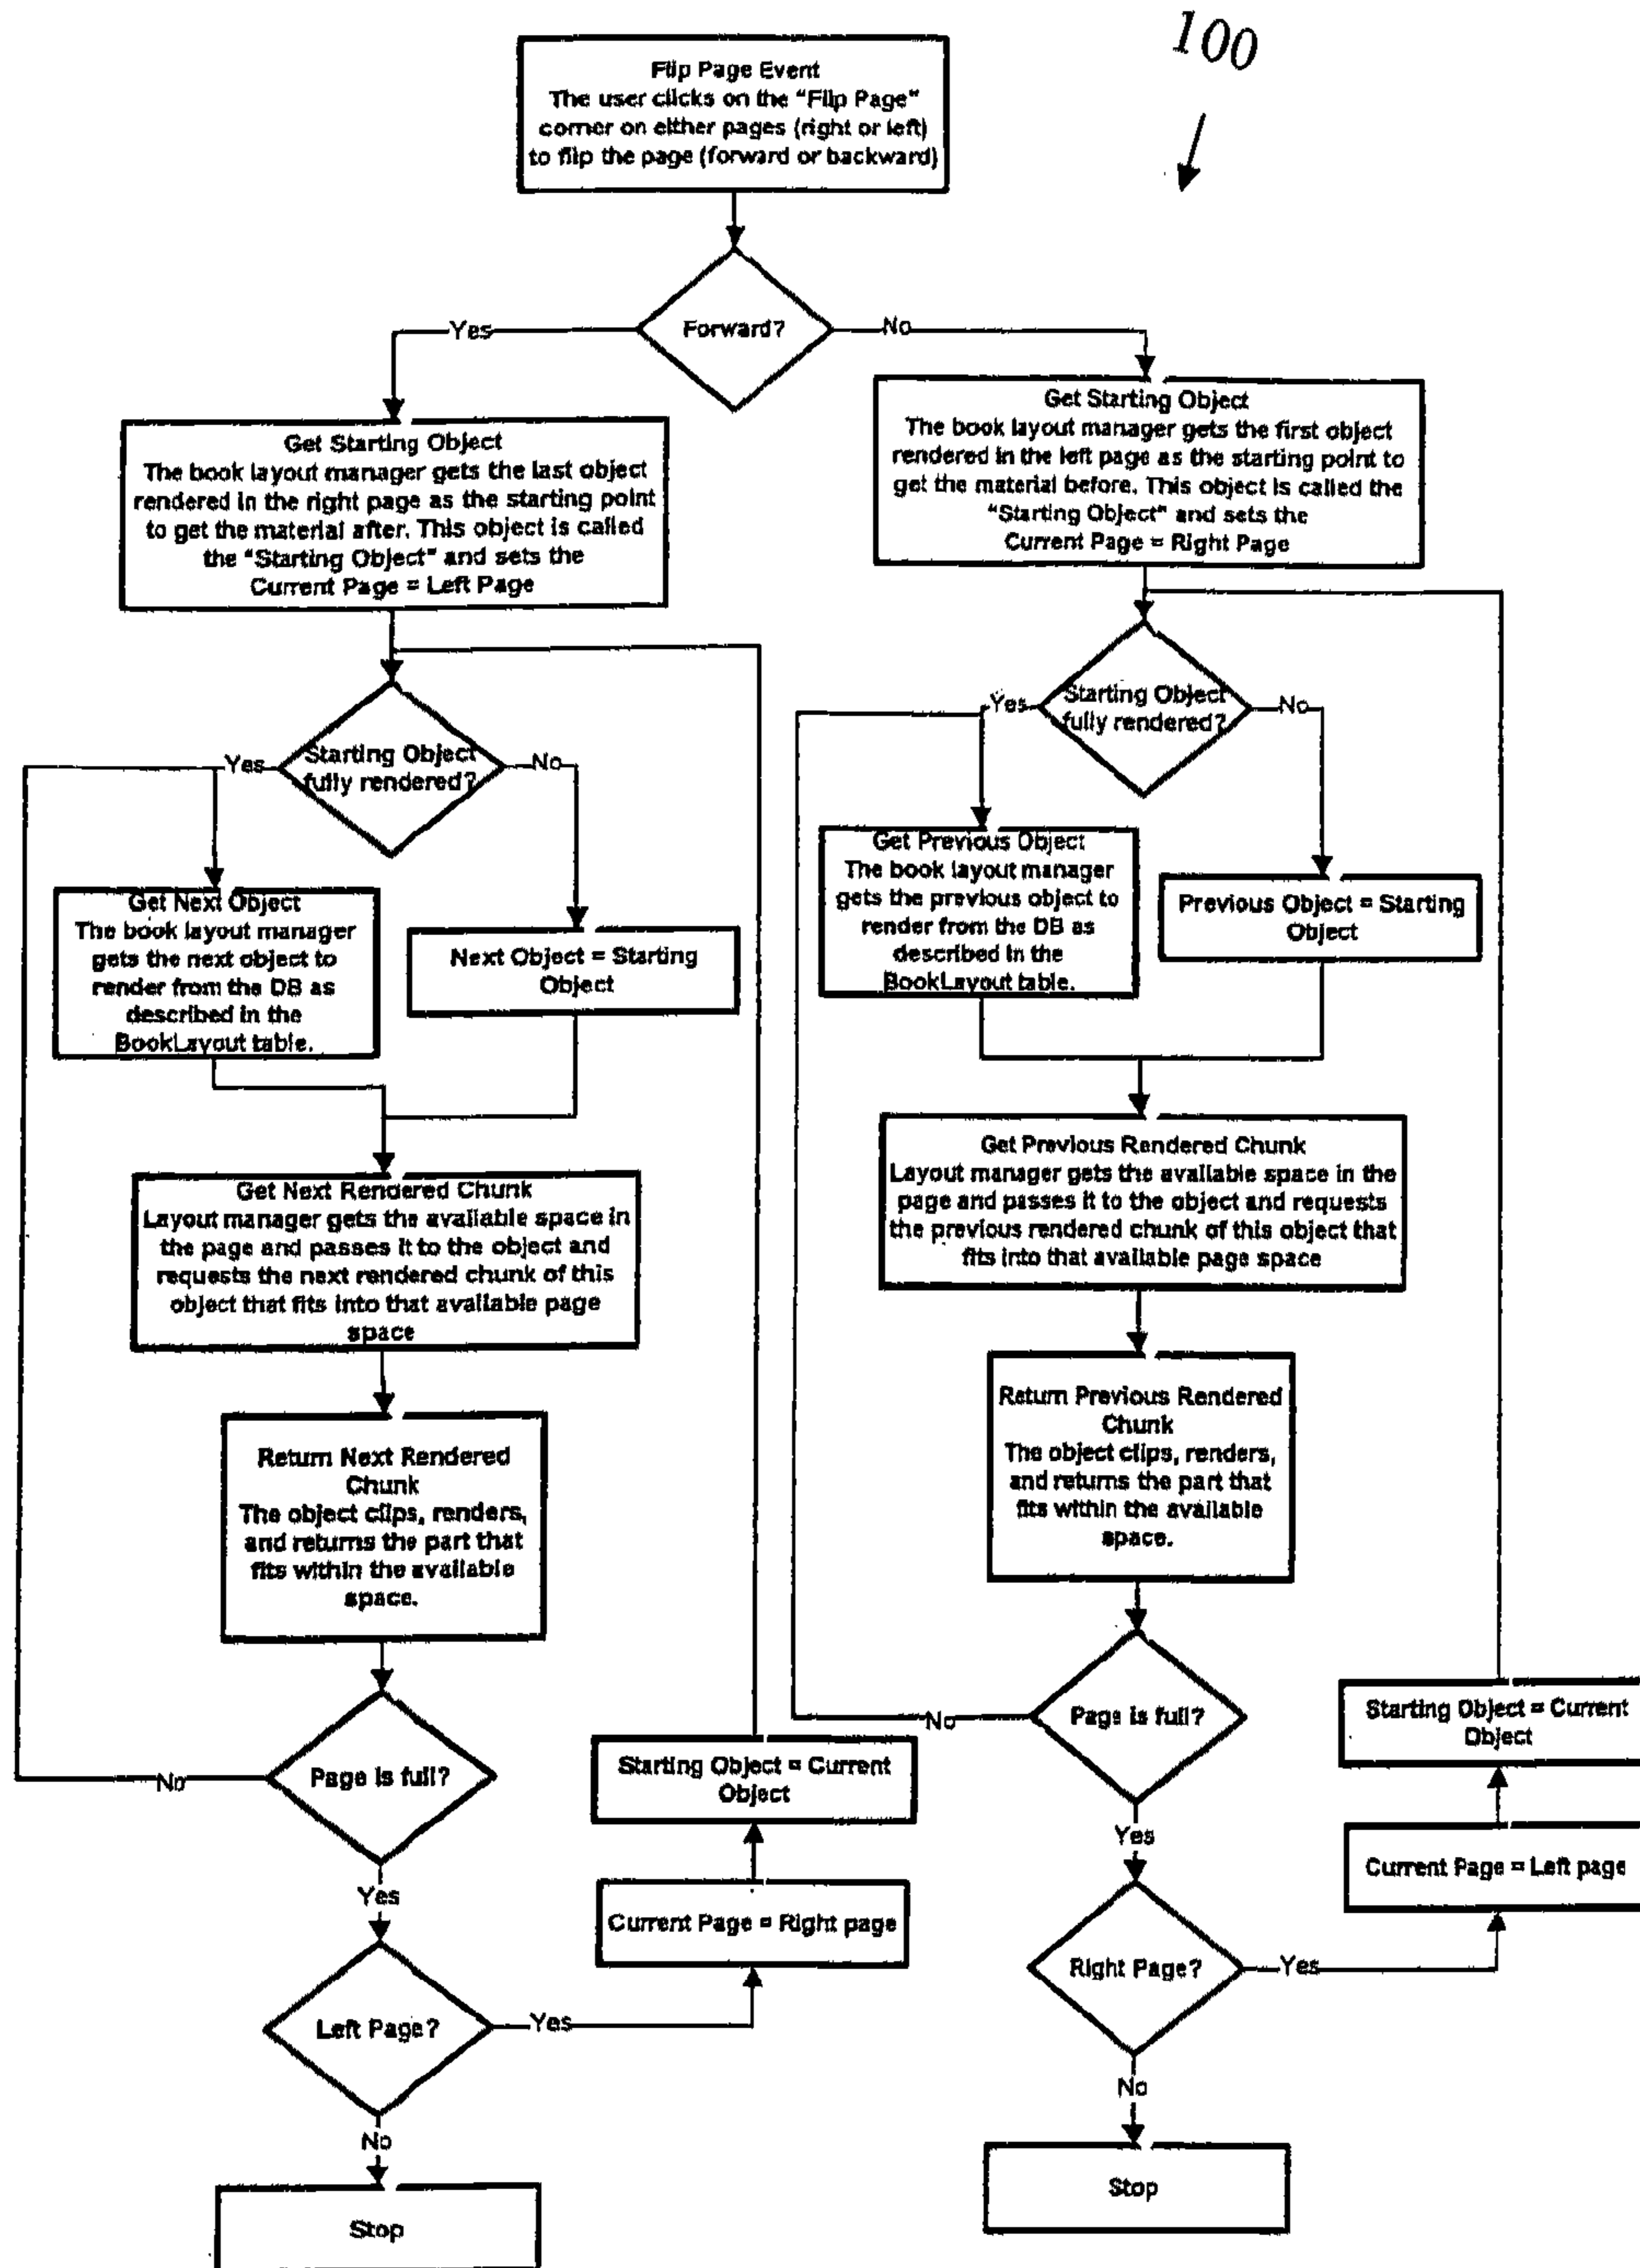 100
Flip Page Event
The user clicks on the "Flip Page"
corner on either pages (right or left)
to flip the page (forward or backward)
Forward?
Yes
No
Get Starting Object
The book layout manager gets the last object
rendered in the right page as the starting point
to get the material after. This object is called
the "Starting Object" and sets the
Current Page = Left Page
Starting Object
fully rendered?
Yes
No
Get Next Object
The book layout manager
gets the next object to
render from the DB as
described in the
BookLayout table.
Next Object = Starting
Object
Get Next Rendered Chunk
Layout manager gets the available space in
the page and passes it to the object and
requests the next rendered chunk of this
object that fits into that available page
space
Return Next Rendered
Chunk
The object clips, renders,
and returns the part that
fits within the available
space.
Page is full?
No
Yes
Left Page?
Yes
Current Page = Right page
Starting Object = Current
Object
No
Stop
Get Starting Object
The book layout manager gets the first object
rendered in the left page as the starting point to
get the material before. This object is called the
"Starting Object" and sets the
Current Page = Right Page
Starting Object
fully rendered?
Yes
No
Get Previous Object
The book layout manager
gets the previous object to
render from the DB as
described in the
BookLayout table.
Previous Object = Starting
Object
Get Previous Rendered Chunk
Layout manager gets the available space in the
page and passes it to the object and requests
the previous rendered chunk of this object that
fits into that available page space
Return Previous Rendered
Chunk
The object clips, renders,
and returns the part that
fits within the available
space.
Page is full?
No
Yes
Right Page?
Yes
Current Page = Left page
Starting Object = Current
Object
No
Stop